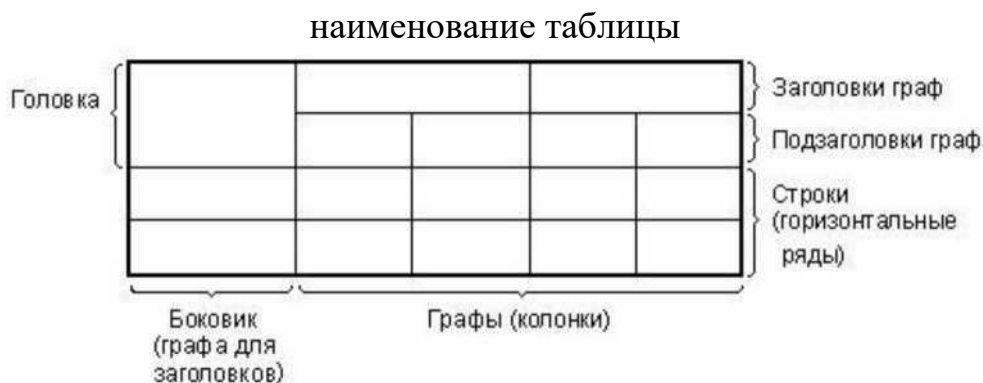 наименование таблицы
Головка
Заголовки граф
Подзаголовки граф
Строки
(горизонтальные
ряды)
Боковик
(графа для
заголовков)
Графы (колонки)